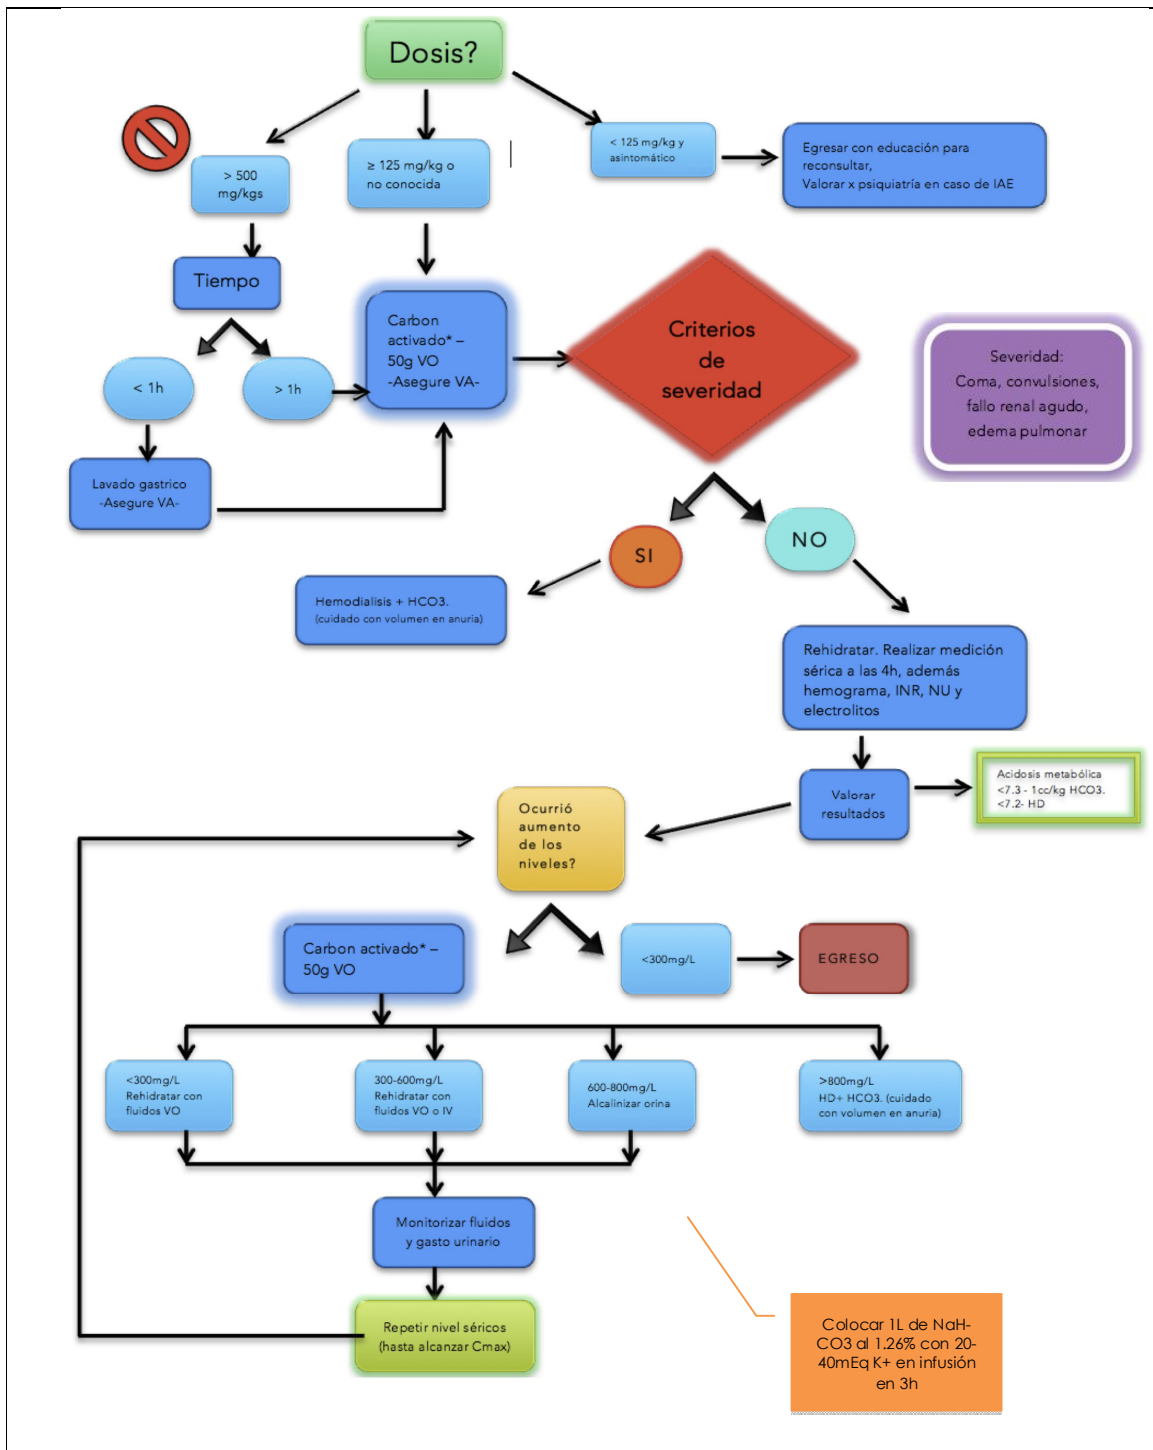 Dosis?
> 500
mg/kgs
≥ 125 mg/kg o
no conocida
< 125 mg/kg y
asintomático
Egresar con educación para
reconsultar,
Valorar x psiquiatría en caso de IAE
Tiempo
< 1h
> 1h
Lavado gastrico
-Asegure VA-
Carbon
activado* –
50g VO
-Asegure VA-
Criterios
de
severidad
Severidad:
Coma, convulsiones,
fallo renal agudo,
edema pulmonar
SI
NO
Hemodialisis + HCO3.
(cuidado con volumen en anuria)
Rehidratar. Realizar medición
sérica a las 4h, además
hemograma, INR, NU y
electrolitos
Valorar
resultados
Acidosis metabólica
<7.3 - 1cc/kg HCO3.
<7.2- HD
Ocurrió
aumento
de los
niveles?
Carbon activado* –
50g VO
<300mg/L
EGRESO
<300mg/L
Rehidratar con
fluidos VO
300-600mg/L
Rehidratar con
fluidos VO o IV
600-800mg/L
Alcalinizar orina
>800mg/L
HD+ HCO3. (cuidado
con volumen en anuria)
Monitorizar fluidos
y gasto urinario
Repetir nivel séricos
(hasta alcanzar Cmax)
Colocar 1L de NaH-
CO3 al 1.26% con 20-
40mEq K+ en infusión
en 3h